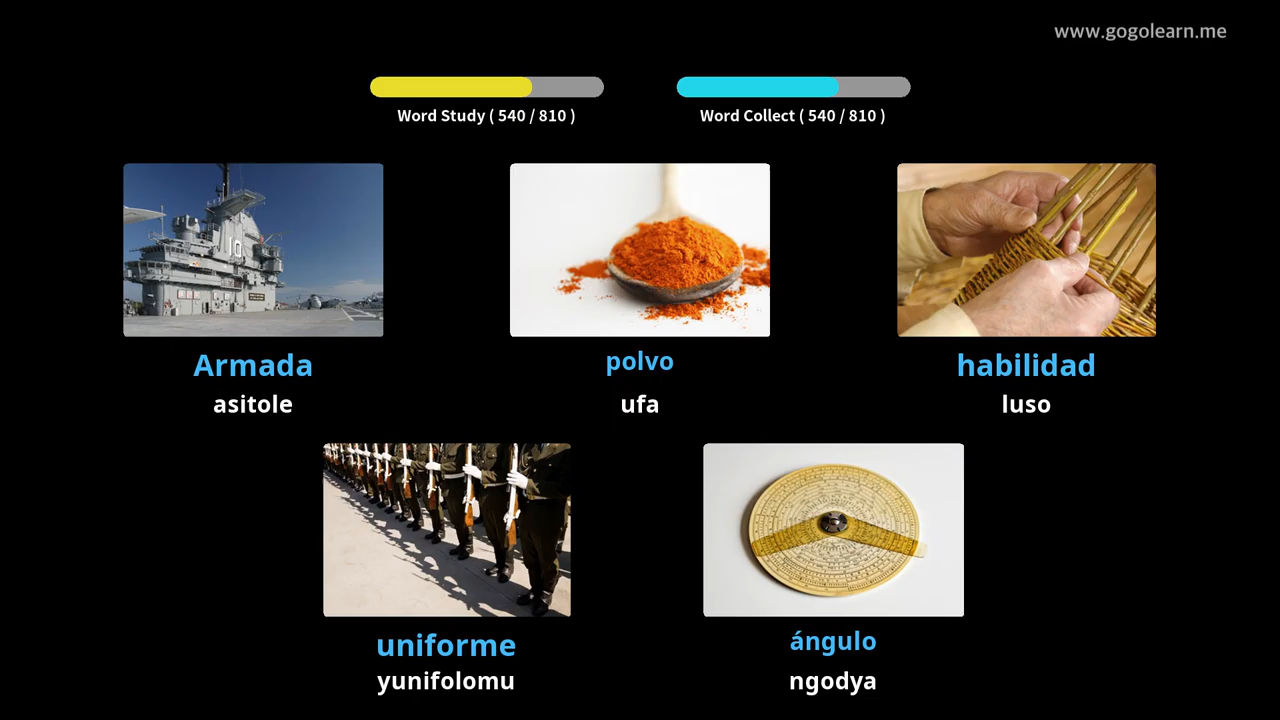 www.gogolearn.me
Word Study ( 540 / 810 )
Word Collect ( 540 / 810 )
10
Armada
polvo
habilidad
asitole
ufa
luso
uniforme
ángulo
yunifolomu
ngodya